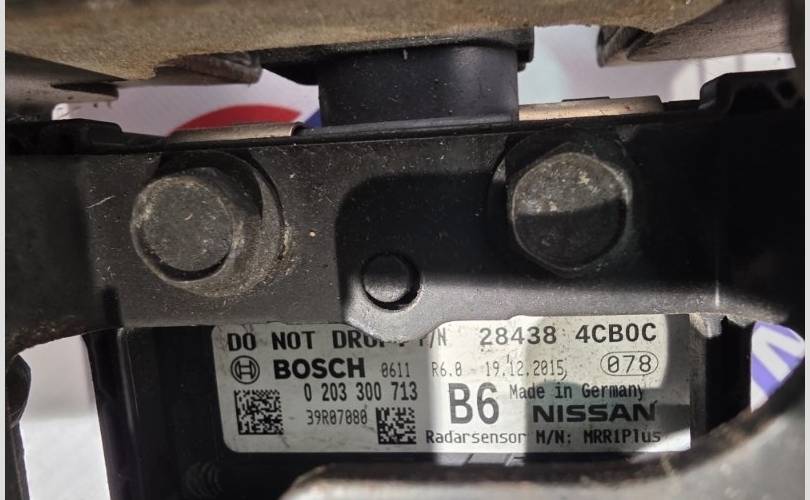 DO NOT DROP! P/N 28438 4CB0C
BOSCH 0611 R6.0 - 19.12.2015 078
0 203 300 713 B6 Made in Germany
39R07080 NISSAN
Radarsensor M/N: MRR1Plus